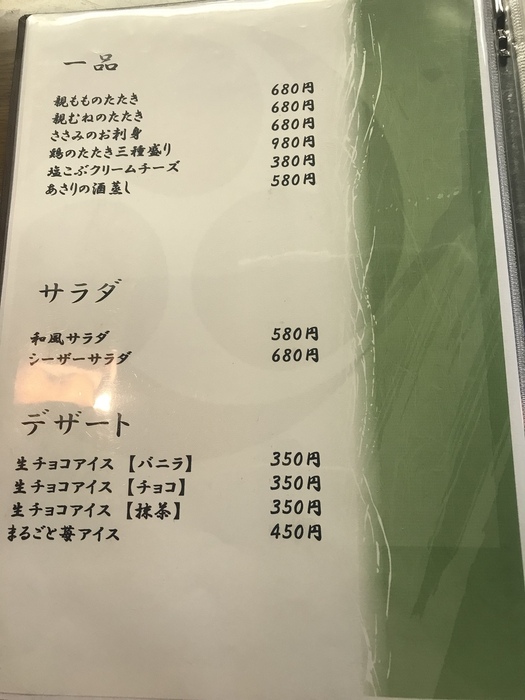 一品
親もものたたき 680円
親むねのたたき 680円
ささみのお刺身 680円
鶏のたたき三種盛り 980円
塩こぶクリームチーズ 380円
あさりの酒蒸し 580円
サラダ
和風サラダ 580円
シーザーサラダ 680円
デザート
生チョコアイス【バニラ】 350円
生チョコアイス【チョコ】 350円
生チョコアイス【抹茶】 350円
まるごと苺アイス 450円